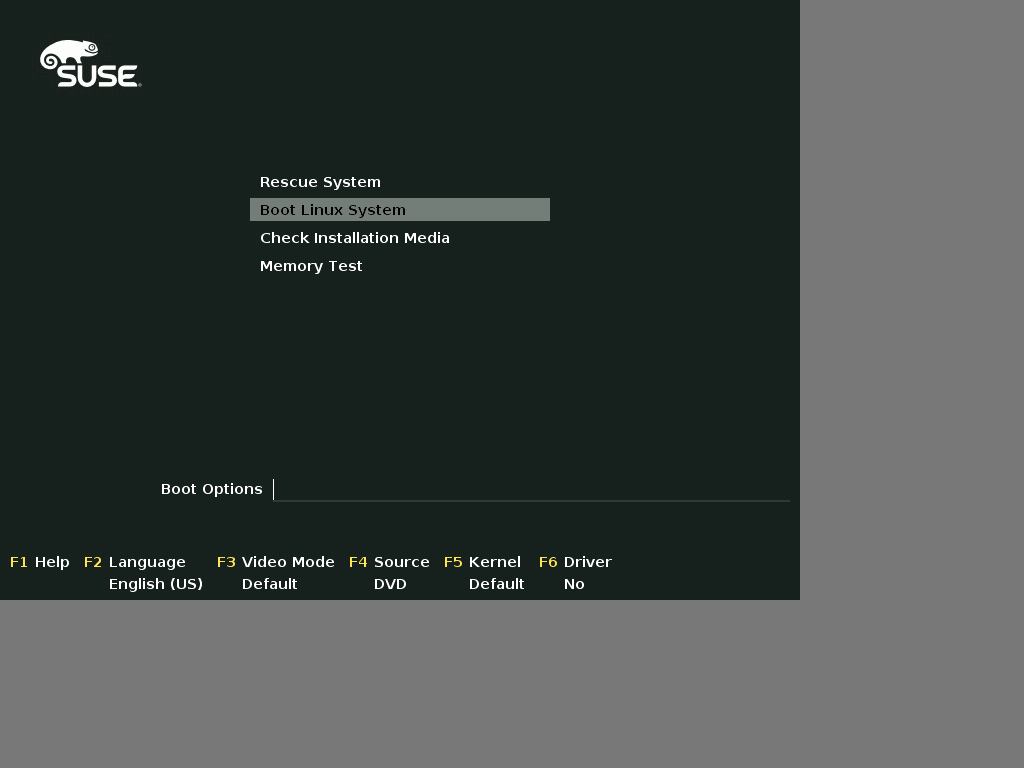 SUSE
Rescue System
Boot Linux System
Check Installation Media
Memory Test
Boot Options
F1 Help F2 Language F3 Video Mode F4 Source F5 Kernel F6 Driver
English (US) Default DVD Default No